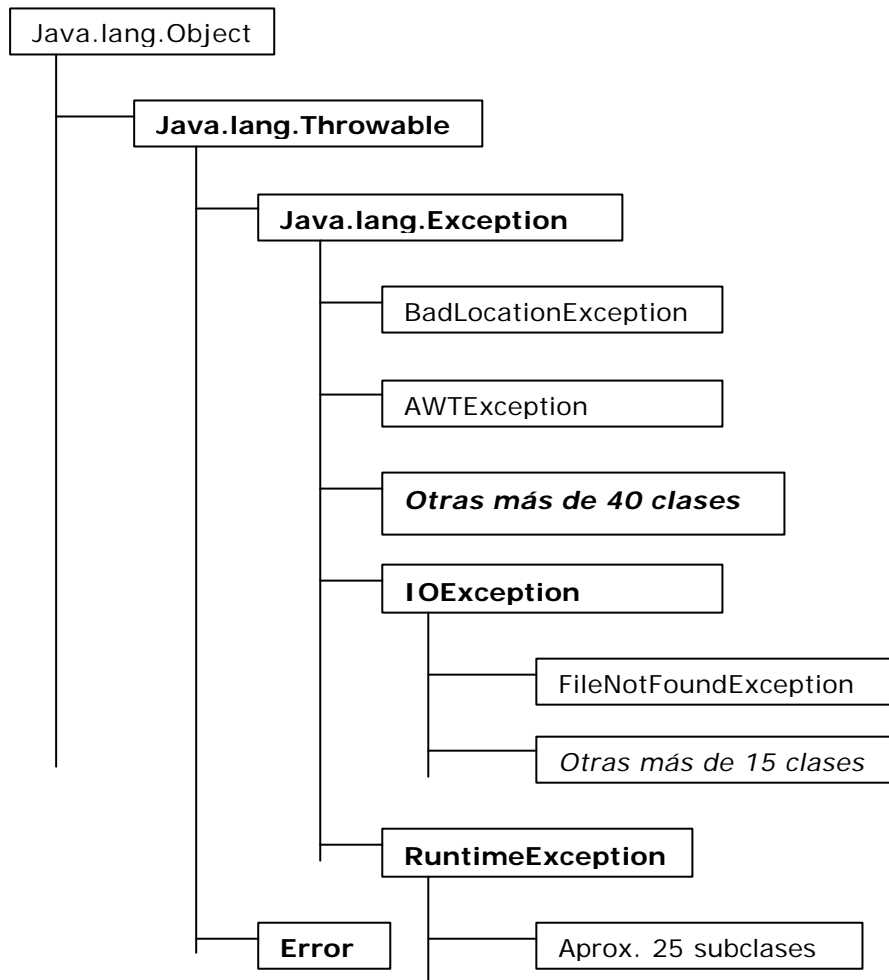 Java.lang.Object
Java.lang.Throwable
Java.lang.Exception
BadLocationException
AWTException
Otras más de 40 clases
IOException
FileNotFoundException
Otras más de 15 clases
RuntimeException
Error
Aprox. 25 subclases